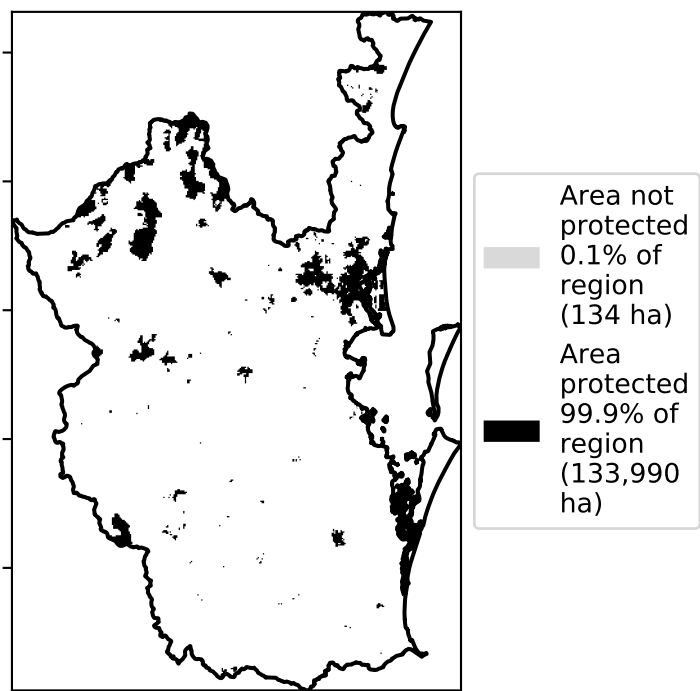 Area not
protected
0.1% of
region
(134 ha)
Area
protected
99.9% of
region
(133,990
ha)